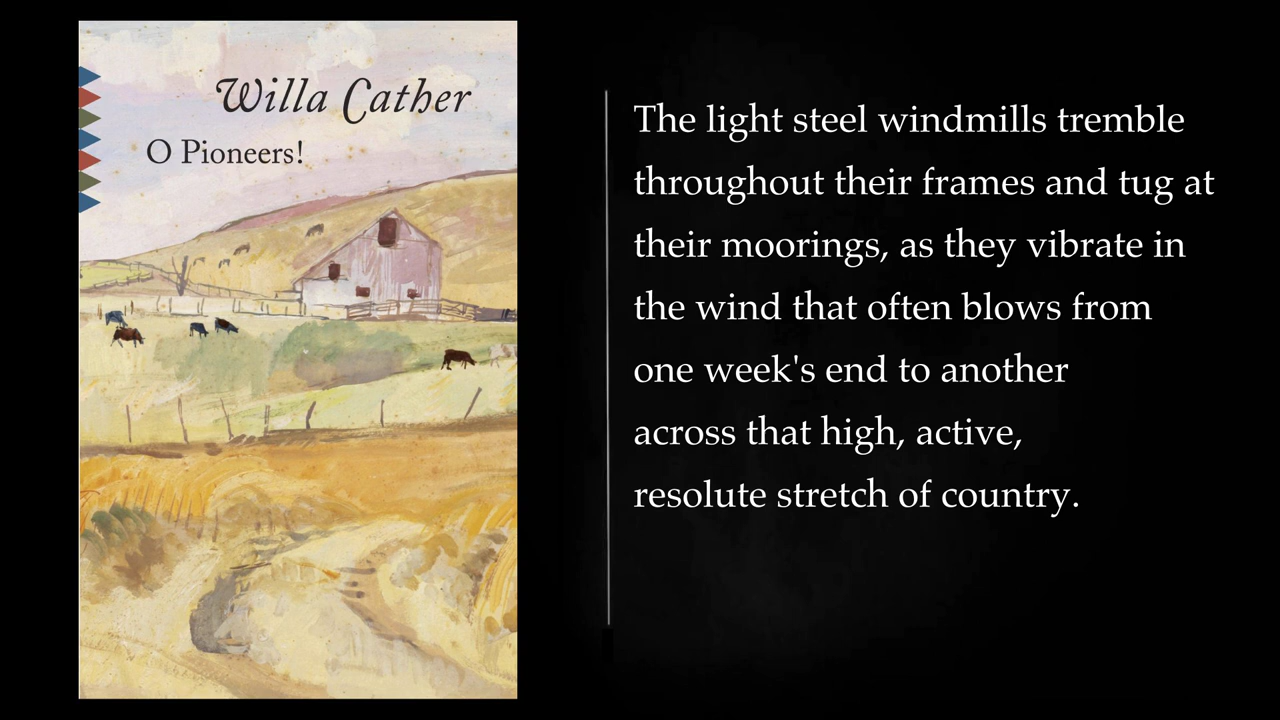 Willa Cather
O Pioneers!
The light steel windmills tremble
throughout their frames and tug at
their moorings, as they vibrate in
the wind that often blows from
one week's end to another
across that high, active,
resolute stretch of country.